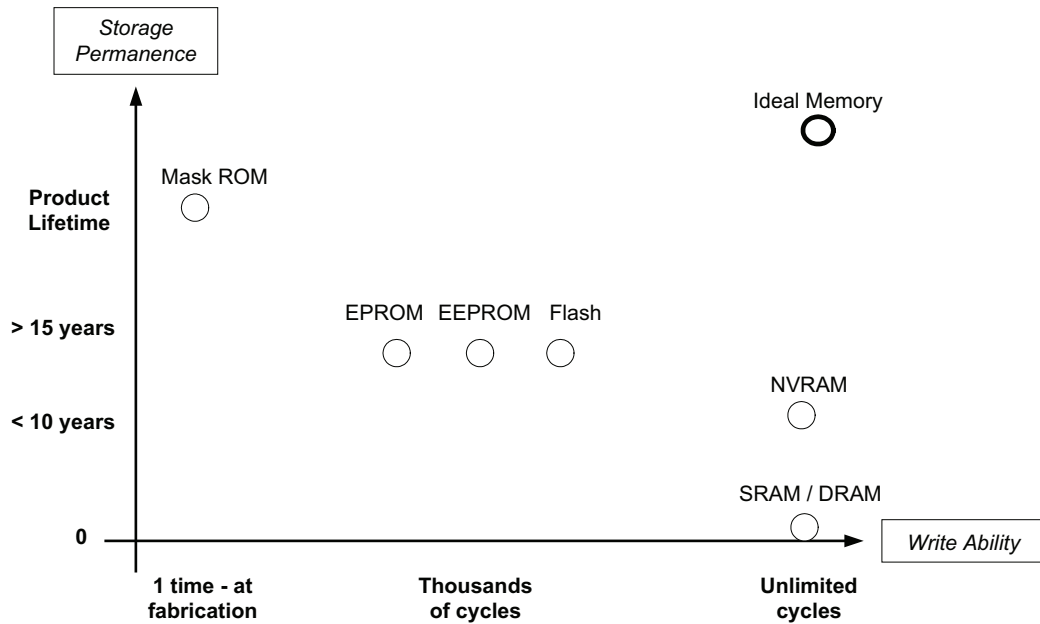 Storage
Permanence
Ideal Memory
Mask ROM
Product
Lifetime
EPROM EEPROM Flash
> 15 years
NVRAM
< 10 years
SRAM / DRAM
0
Write Ability
1 time - at
fabrication
Thousands
of cycles
Unlimited
cycles